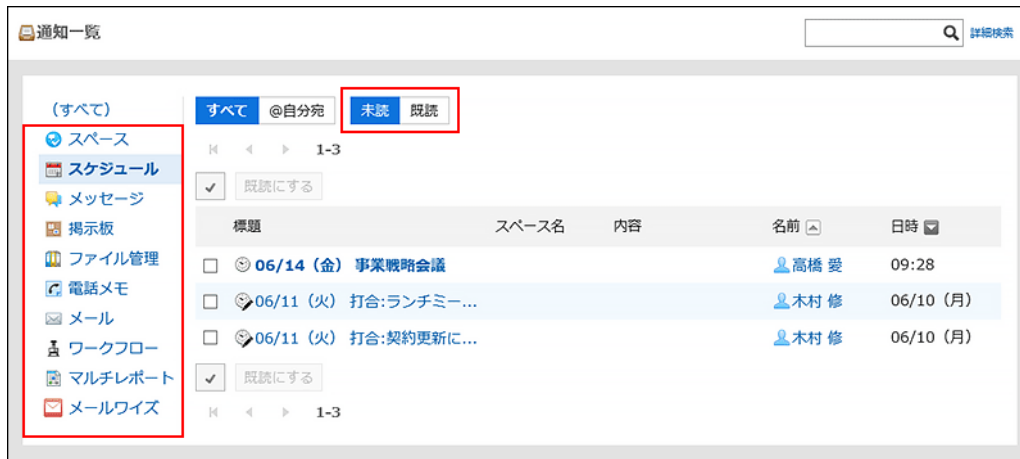 通知一覧
詳細検索
(すべて)
スペース
スケジュール
メッセージ
掲示板
ファイル管理
電話メモ
メール
ワークフロー
マルチレポート
メールワイズ
すべて @自分宛 未読 既読
1-3
既読にする
標題 スペース名 内容 名前 日時
06/14（金） 事業戦略会議 高橋 愛 09:28
06/11（火） 打合:ランチミー... 木村 修 06/10（月）
06/11（火） 打合:契約更新に... 木村 修 06/10（月）
既読にする
1-3